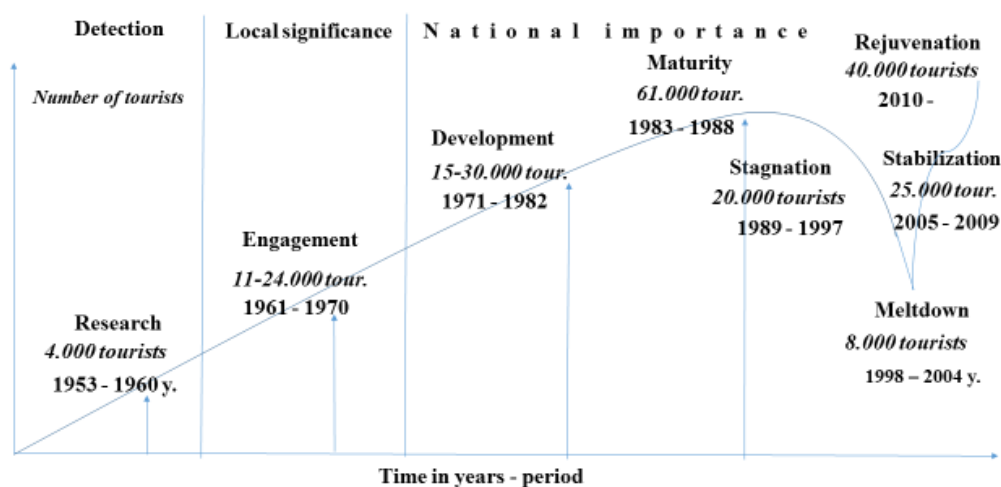 Detection
Local significance
National importance
Number of tourists
Rejuvenation
40.000 tourists
2010 -
Maturity
61.000 tour.
1983 - 1988
Development
15-30.000 tour.
1971 - 1982
Stagnation
20.000 tourists
1989 - 1997
Stabilization
25.000 tour.
2005 - 2009
Engagement
11-24.000 tour.
1961 - 1970
Research
4.000 tourists
1953 - 1960 y.
Meltdown
8.000 tourists
1998 – 2004 y.
Time in years - period